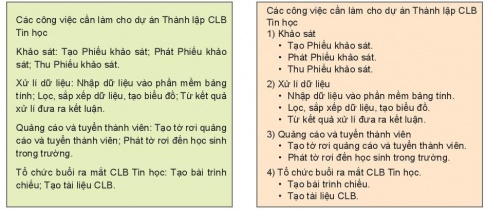 Các công việc cần làm cho dự án Thành lập CLB
Tin học
Khảo sát: Tạo Phiếu khảo sát; Phát Phiếu khảo
sát; Thu Phiếu khảo sát.
Xử lí dữ liệu: Nhập dữ liệu vào phần mềm bảng
tính; Lọc, sắp xếp dữ liệu, tạo biểu đồ; Từ kết quả
xử lí đưa ra kết luận.
Quảng cáo và tuyển thành viên: Tạo tờ rơi quảng
cáo và tuyển thành viên; Phát tờ rơi đến học sinh
trong trường.
Tổ chức buổi ra mắt CLB Tin học: Tạo bài trình
chiếu; Tạo tài liệu CLB.
Các công việc cần làm cho dự án Thành lập CLB
Tin học
1) Khảo sát
• Tạo Phiếu khảo sát.
• Phát Phiếu khảo sát.
• Thu Phiếu khảo sát.
2) Xử lí dữ liệu
• Nhập dữ liệu vào phần mềm bảng tính.
• Lọc, sắp xếp dữ liệu, tạo biểu đồ.
• Từ kết quả xử lí đưa ra kết luận.
3) Quảng cáo và tuyển thành viên
• Tạo tờ rơi quảng cáo và tuyển thành viên.
• Phát tờ rơi đến học sinh trong trường.
4) Tổ chức buổi ra mắt CLB Tin học.
• Tạo bài trình chiếu.
• Tạo tài liệu CLB.